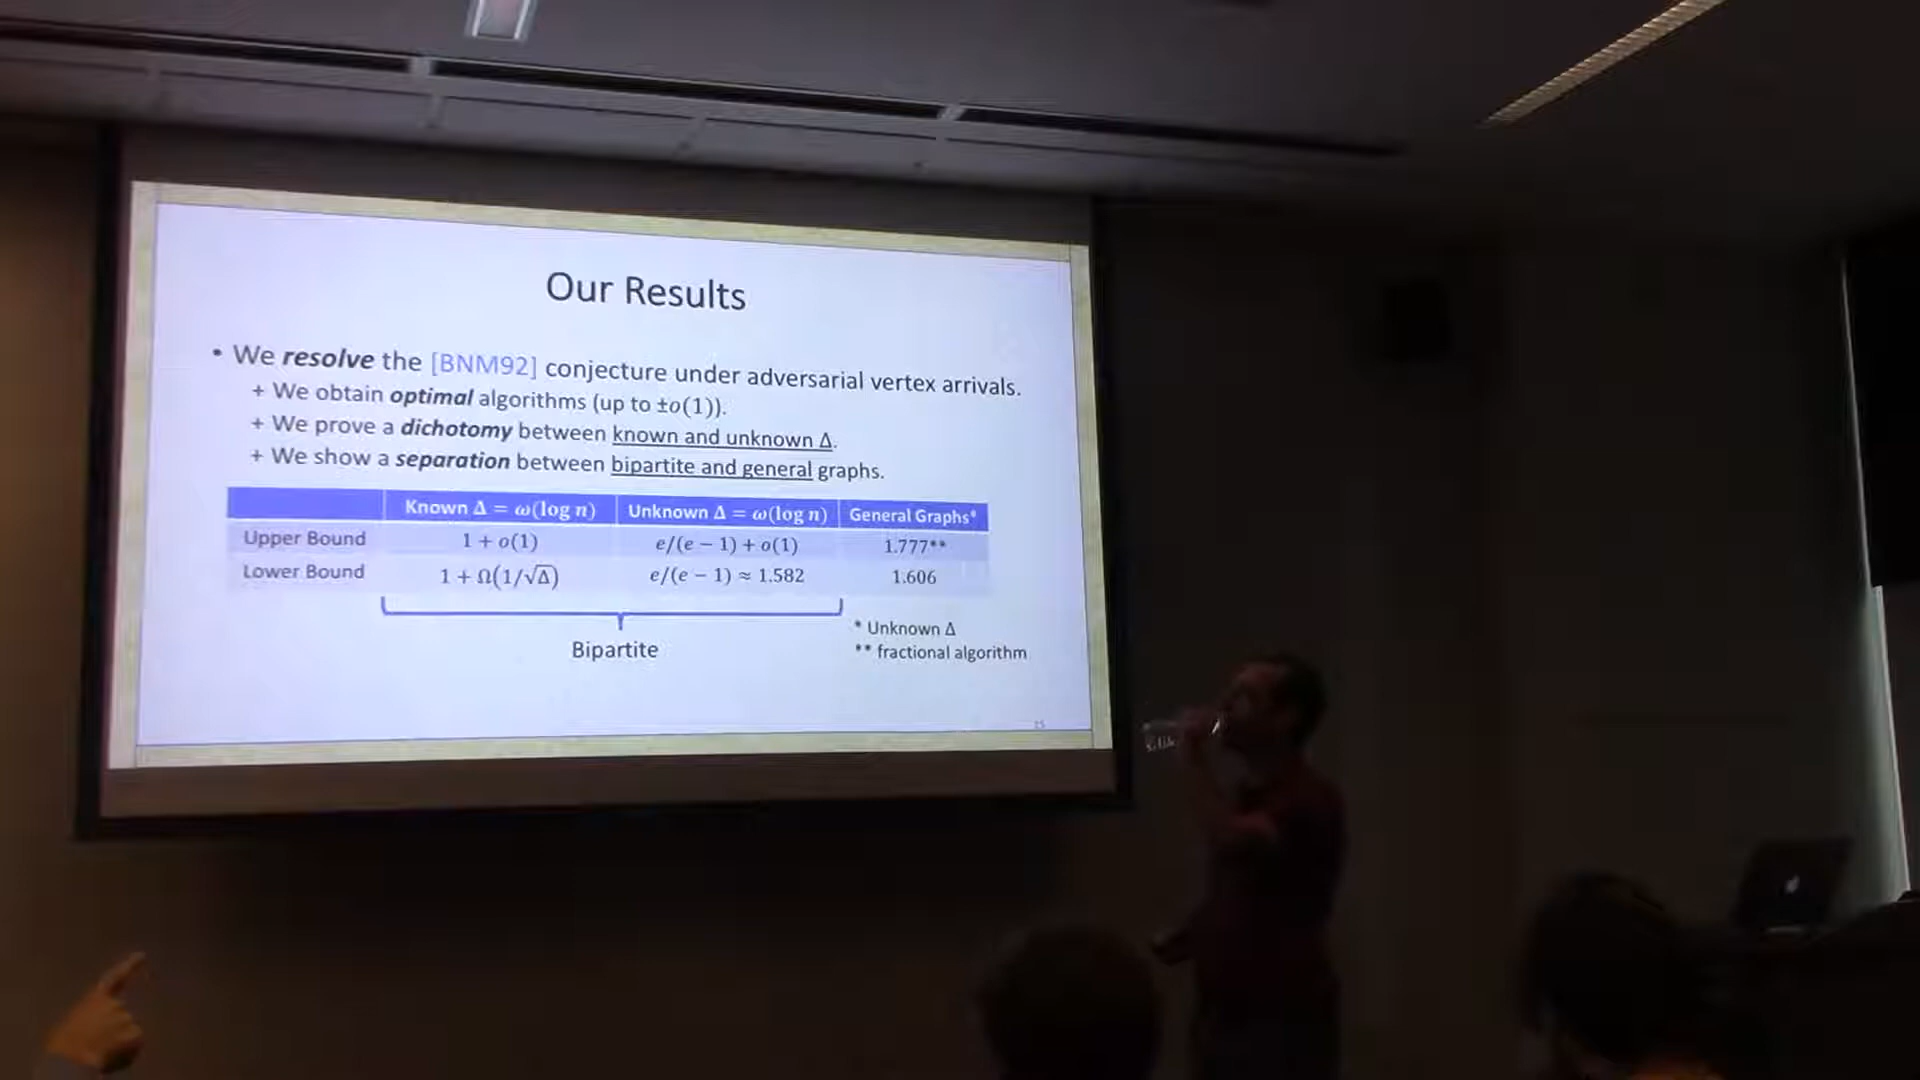 Our Results
• We resolve the [BNM92] conjecture under adversarial vertex arrivals.
+ We obtain optimal algorithms (up to ±o(1)).
+ We prove a dichotomy between known and unknown Δ.
+ We show a separation between bipartite and general graphs.
Known Δ = ω(log n) Unknown Δ = ω(log n) General Graphs*
Upper Bound 1 + o(1) e/(e − 1) + o(1) 1.777**
Lower Bound 1 + Ω(1/√Δ) e/(e − 1) ≈ 1.582 1.606
Bipartite
* Unknown Δ
** fractional algorithm